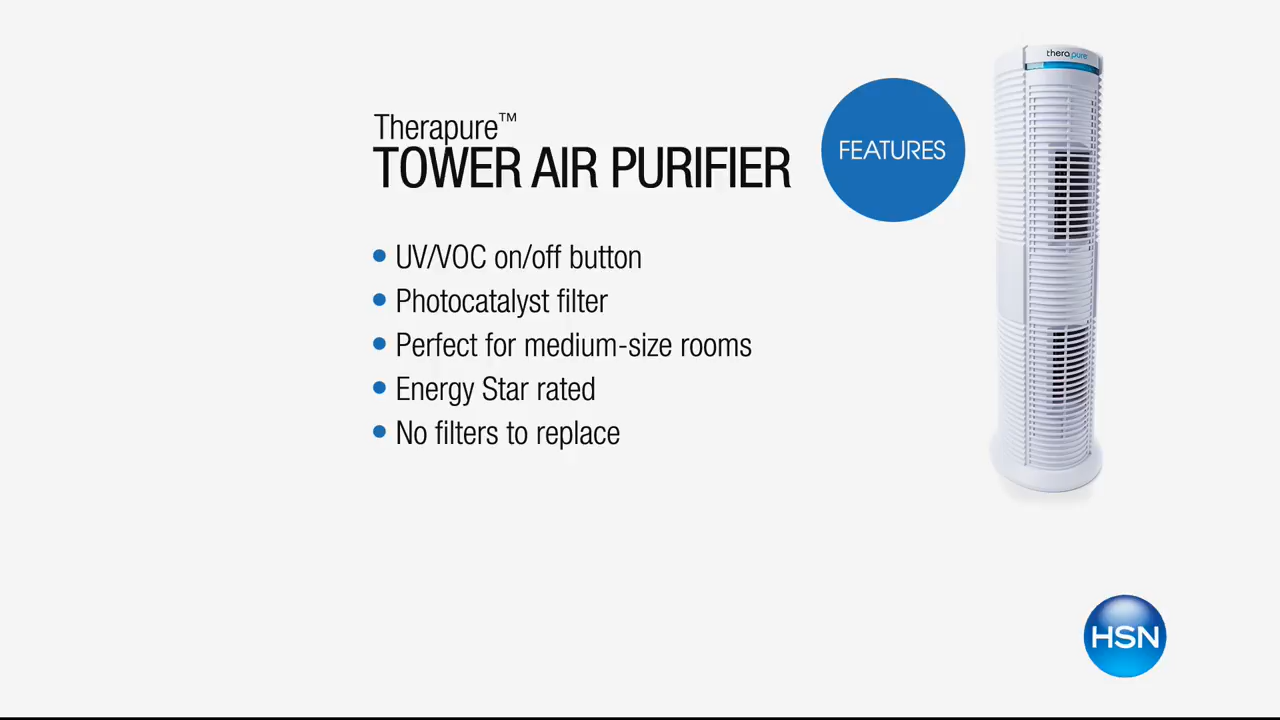 therapure
Therapure™
TOWER AIR PURIFIER
FEATURES
UV/VOC on/off button
Photocatalyst filter
Perfect for medium-size rooms
Energy Star rated
No filters to replace
HSN